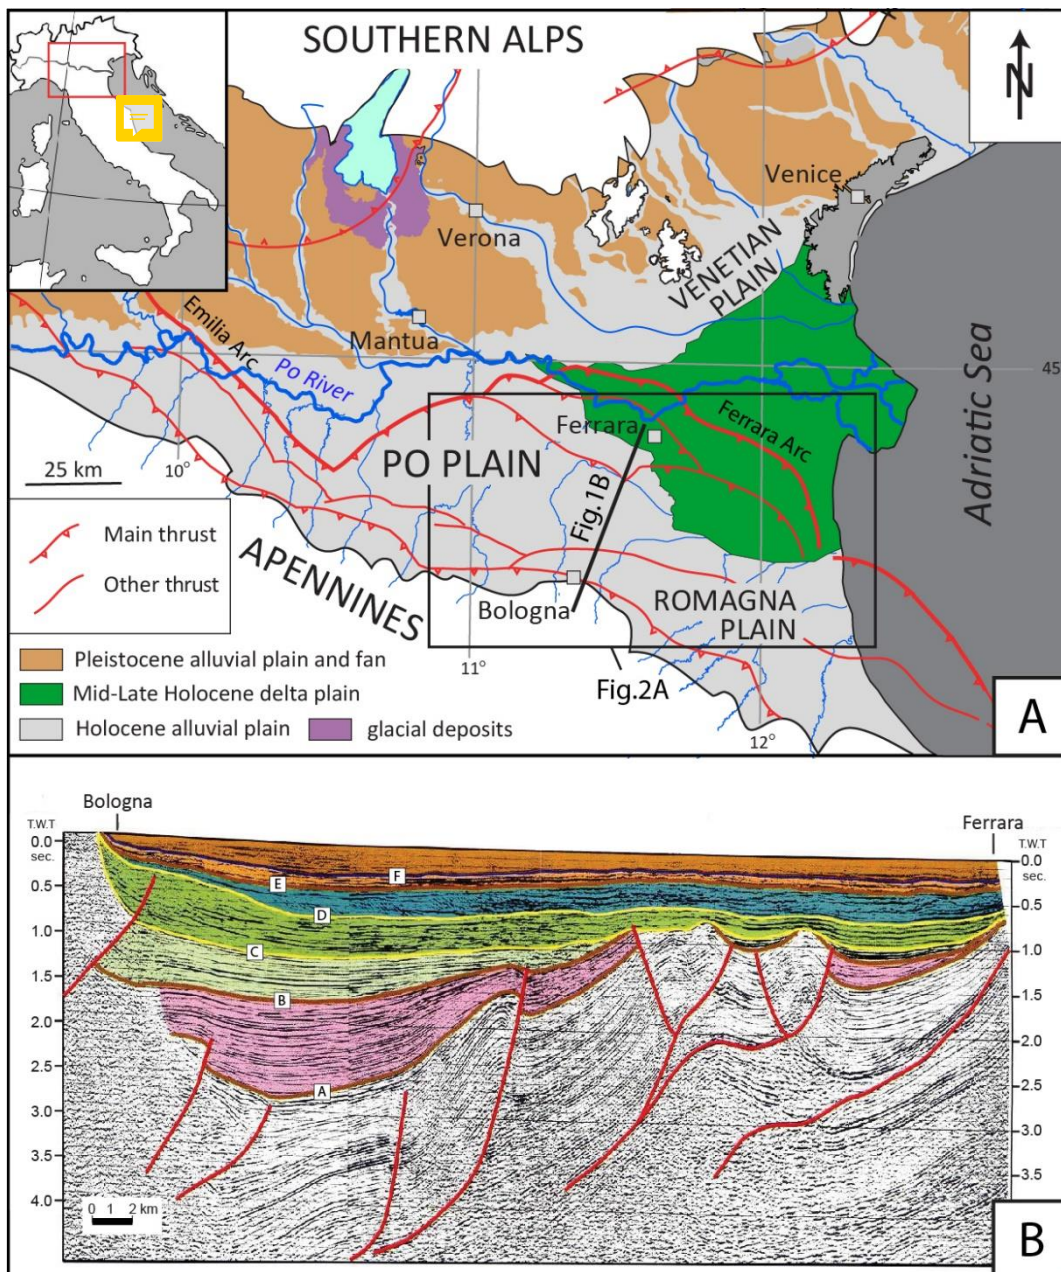 SOUTHERN ALPS
N
Venice
Verona
VENETIAN
PLAIN
Emilia Arc
Mantua
Po River
Adriatic Sea
45
Ferrara
Ferrara Arc
25 km
10°
PO PLAIN
Fig.1B
Main thrust
Other thrust
APENNINES
Bologna
ROMAGNA
PLAIN
11°
Fig.2A
12°
Pleistocene alluvial plain and fan
Mid-Late Holocene delta plain
Holocene alluvial plain
glacial deposits
A
Bologna
Ferrara
T.W.T
T.W.T
0.0
sec.
0.0
sec.
F
E
0.5
0.5
D
1.0
C
1.0
1.5
B
1.5
2.0
2.0
2.5
A
2.5
3.0
3.0
3.5
3.5
4.0
0 1 2 km
B